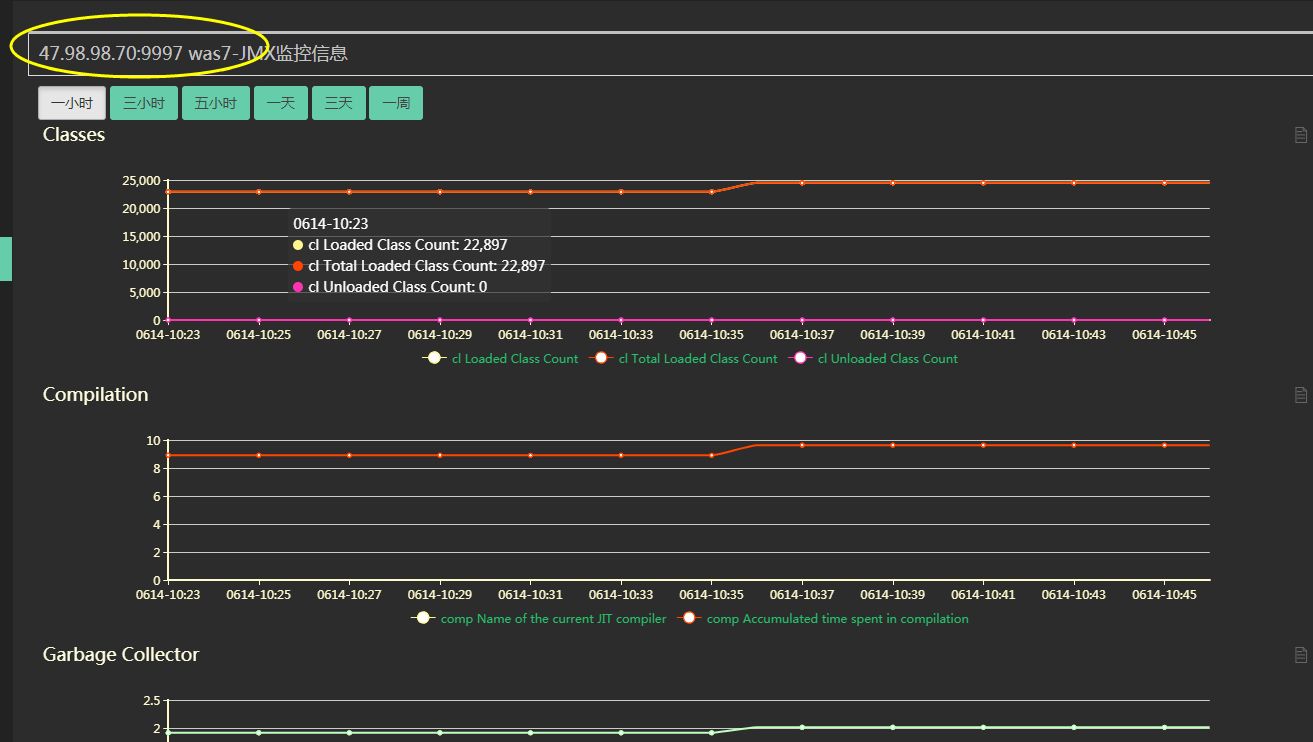 47.98.98.70:9997 was7-JMX监控信息
一小时 三小时 五小时 一天 三天 一周
Classes
25,000
20,000
0614-10:23
15,000
cl Loaded Class Count: 22,897
10,000
cl Total Loaded Class Count: 22,897
5,000
cl Unloaded Class Count: 0
0
0614-10:23 0614-10:25 0614-10:27 0614-10:29 0614-10:31 0614-10:33 0614-10:35 0614-10:37 0614-10:39 0614-10:41 0614-10:43 0614-10:45
cl Loaded Class Count cl Total Loaded Class Count cl Unloaded Class Count
Compilation
10
8
6
4
2
0
0614-10:23 0614-10:25 0614-10:27 0614-10:29 0614-10:31 0614-10:33 0614-10:35 0614-10:37 0614-10:39 0614-10:41 0614-10:43 0614-10:45
comp Name of the current JIT compiler comp Accumulated time spent in compilation
Garbage Collector
2.5
2